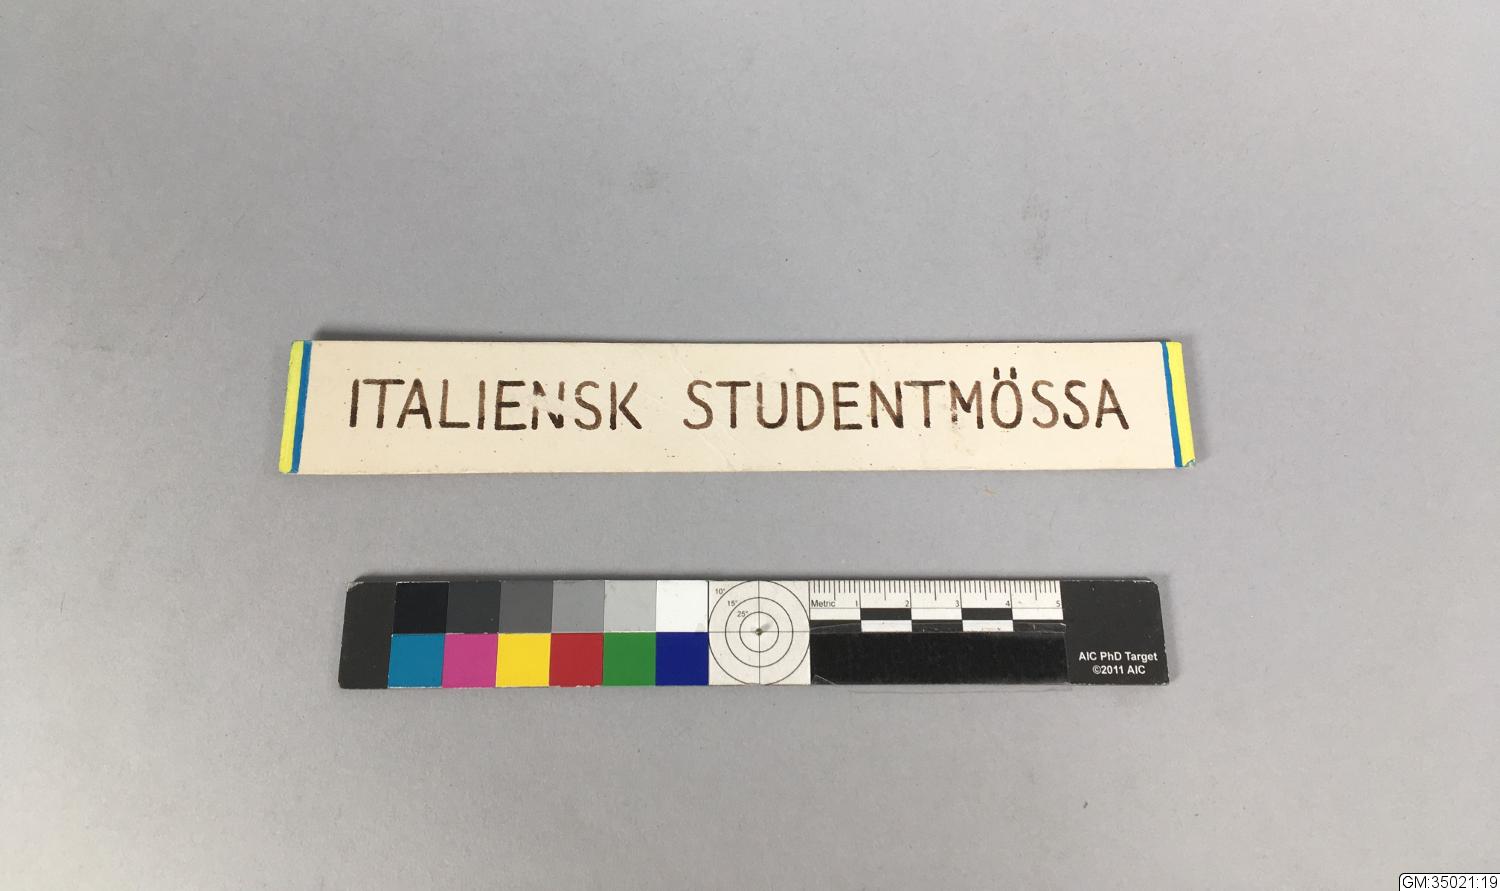 ITALIENSK STUDENTMÖSSA
10°
15°
25°
Metric 1 2 3 4 5
AIC PhD Target
©2011 AIC
GM:35021:19